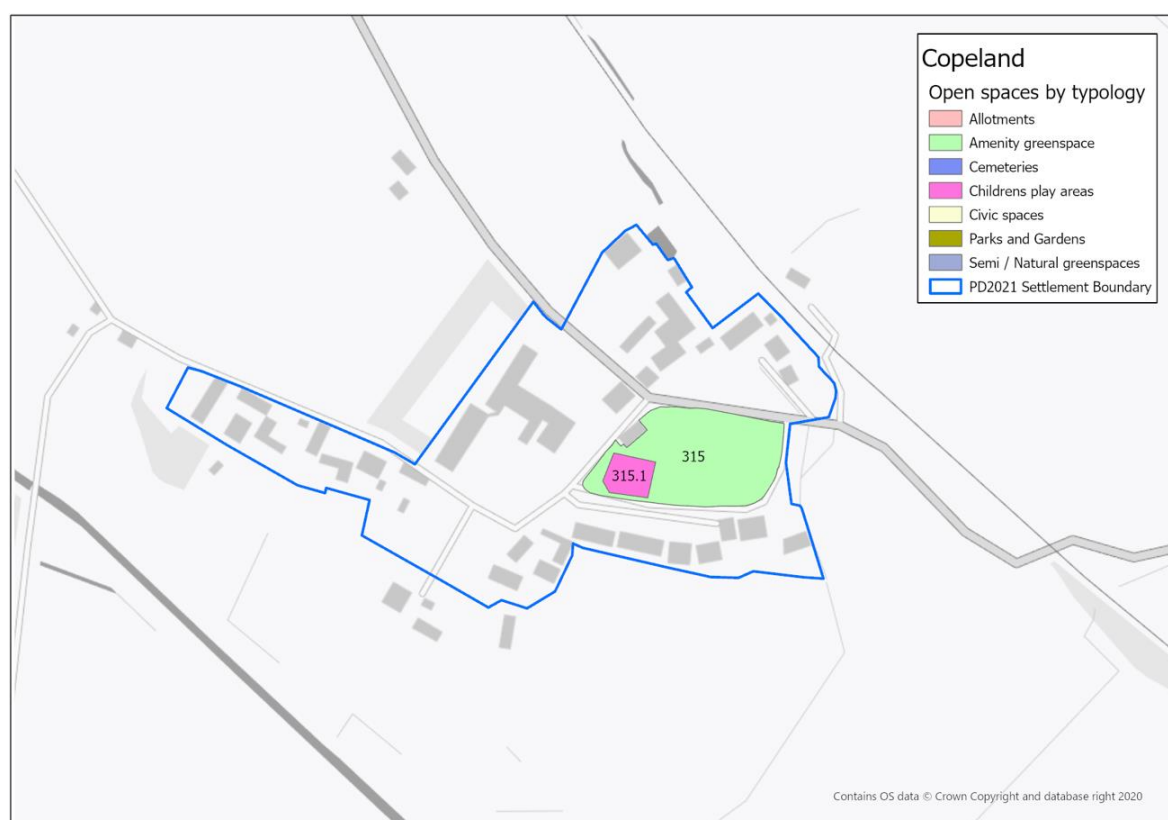 Copeland
Open spaces by typology
Allotments
Amenity greenspace
Cemeteries
Childrens play areas
Civic spaces
Parks and Gardens
Semi / Natural greenspaces
PD2021 Settlement Boundary
315
315.1
Contains OS data © Crown Copyright and database right 2020